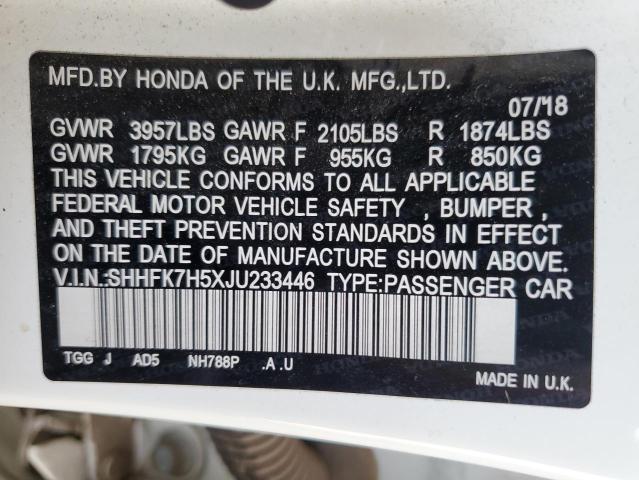 MFD.BY HONDA OF THE U.K. MFG.,LTD.
07/'18
GVWR 3957LBS GAWR F 2105LBS R 1874LBS
GVWR 1795KG GAWR F 955KG R 850KG
THIS VEHICLE CONFORMS TO ALL APPLICABLE
FEDERAL MOTOR VEHICLE SAFETY , BUMPER ,
AND THEFT PREVENTION STANDARDS IN EFFECT
ON THE DATE OF MANUFACTURE SHOWN ABOVE.
V.I.N.:SHHFK7H5XJU233446 TYPE:PASSENGER CAR
TGG J AD5 NH788P .A .U
MADE IN U.K.